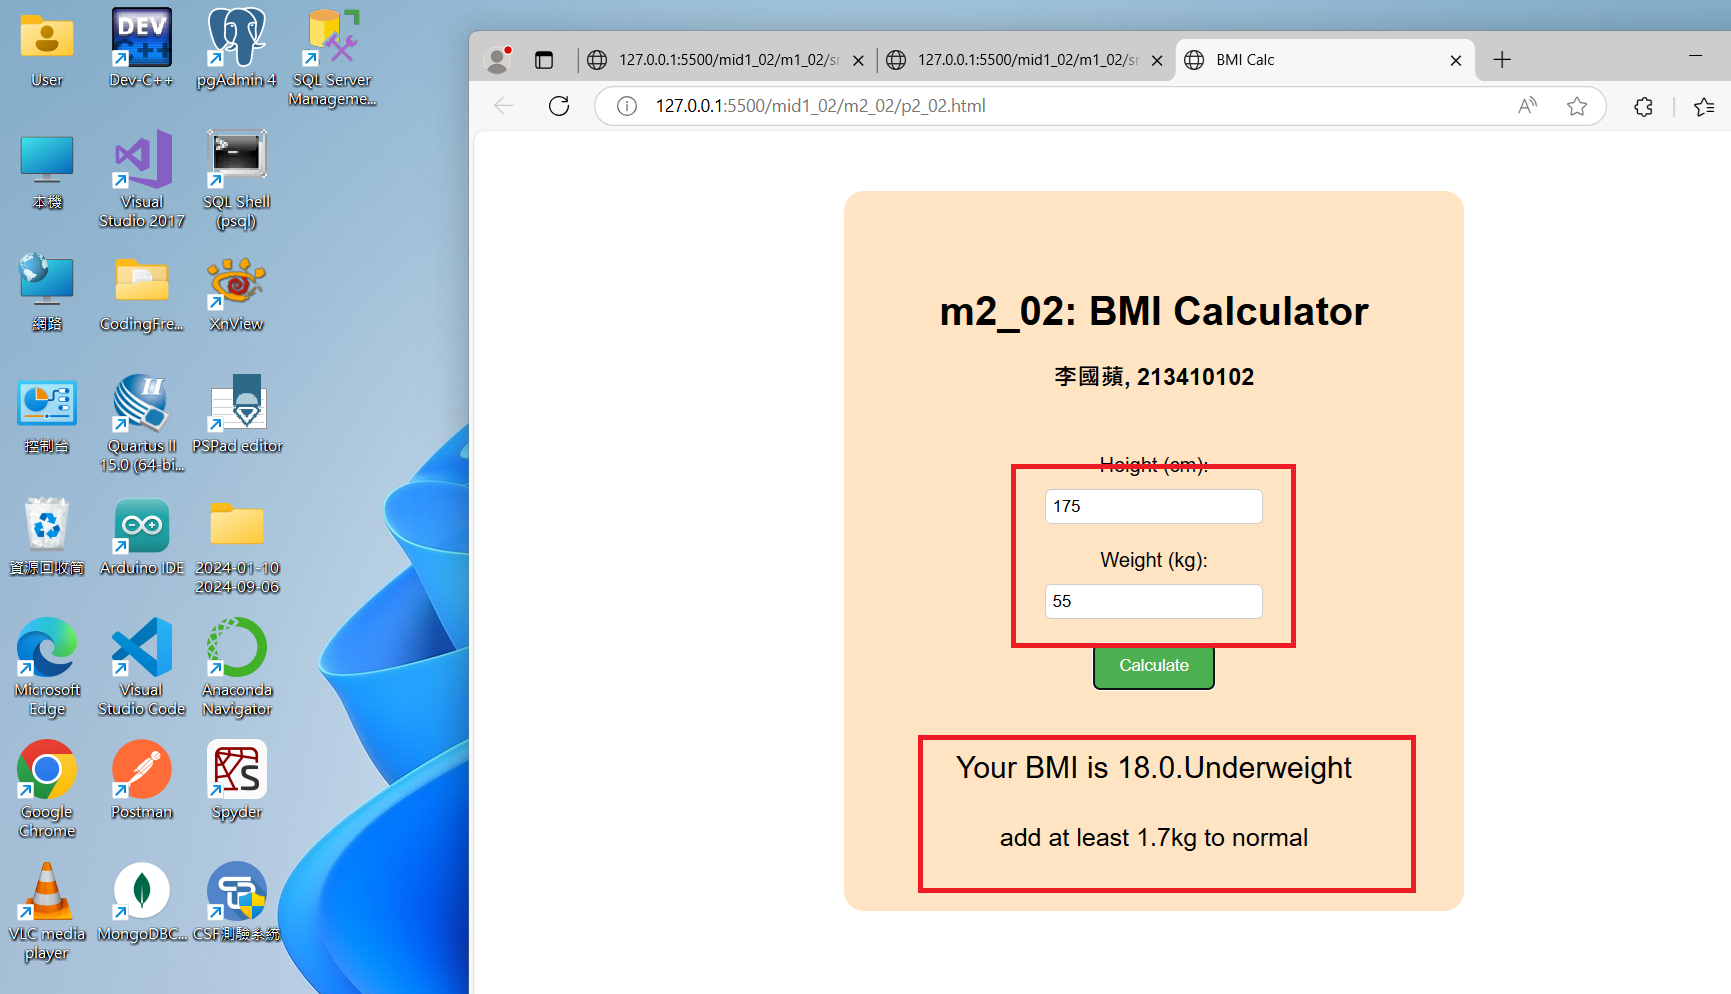 User
Dev-C++
pgAdmin 4
SQL Server
Manageme...
本機
Visual
Studio 2017
SQL Shell
(psql)
網路
CodingFre...
XnView
控制台
Quartus II
15.0 (64-bi...
PSPad editor
資源回收筒
Arduino IDE
2024-01-10
2024-09-06
Microsoft
Edge
Visual
Studio Code
Anaconda
Navigator
Google
Chrome
Postman
Spyder
VLC media
player
MongoDBC...
CSF測驗系統
DEV
C++
127.0.0.1:5500/mid1_02/m1_02/sr
127.0.0.1:5500/mid1_02/m1_02/sr
BMI Calc
127.0.0.1:5500/mid1_02/m2_02/p2_02.html
m2_02: BMI Calculator
李國蘋, 213410102
Height (cm):
175
Weight (kg):
55
Calculate
Your BMI is 18.0.Underweight
add at least 1.7kg to normal